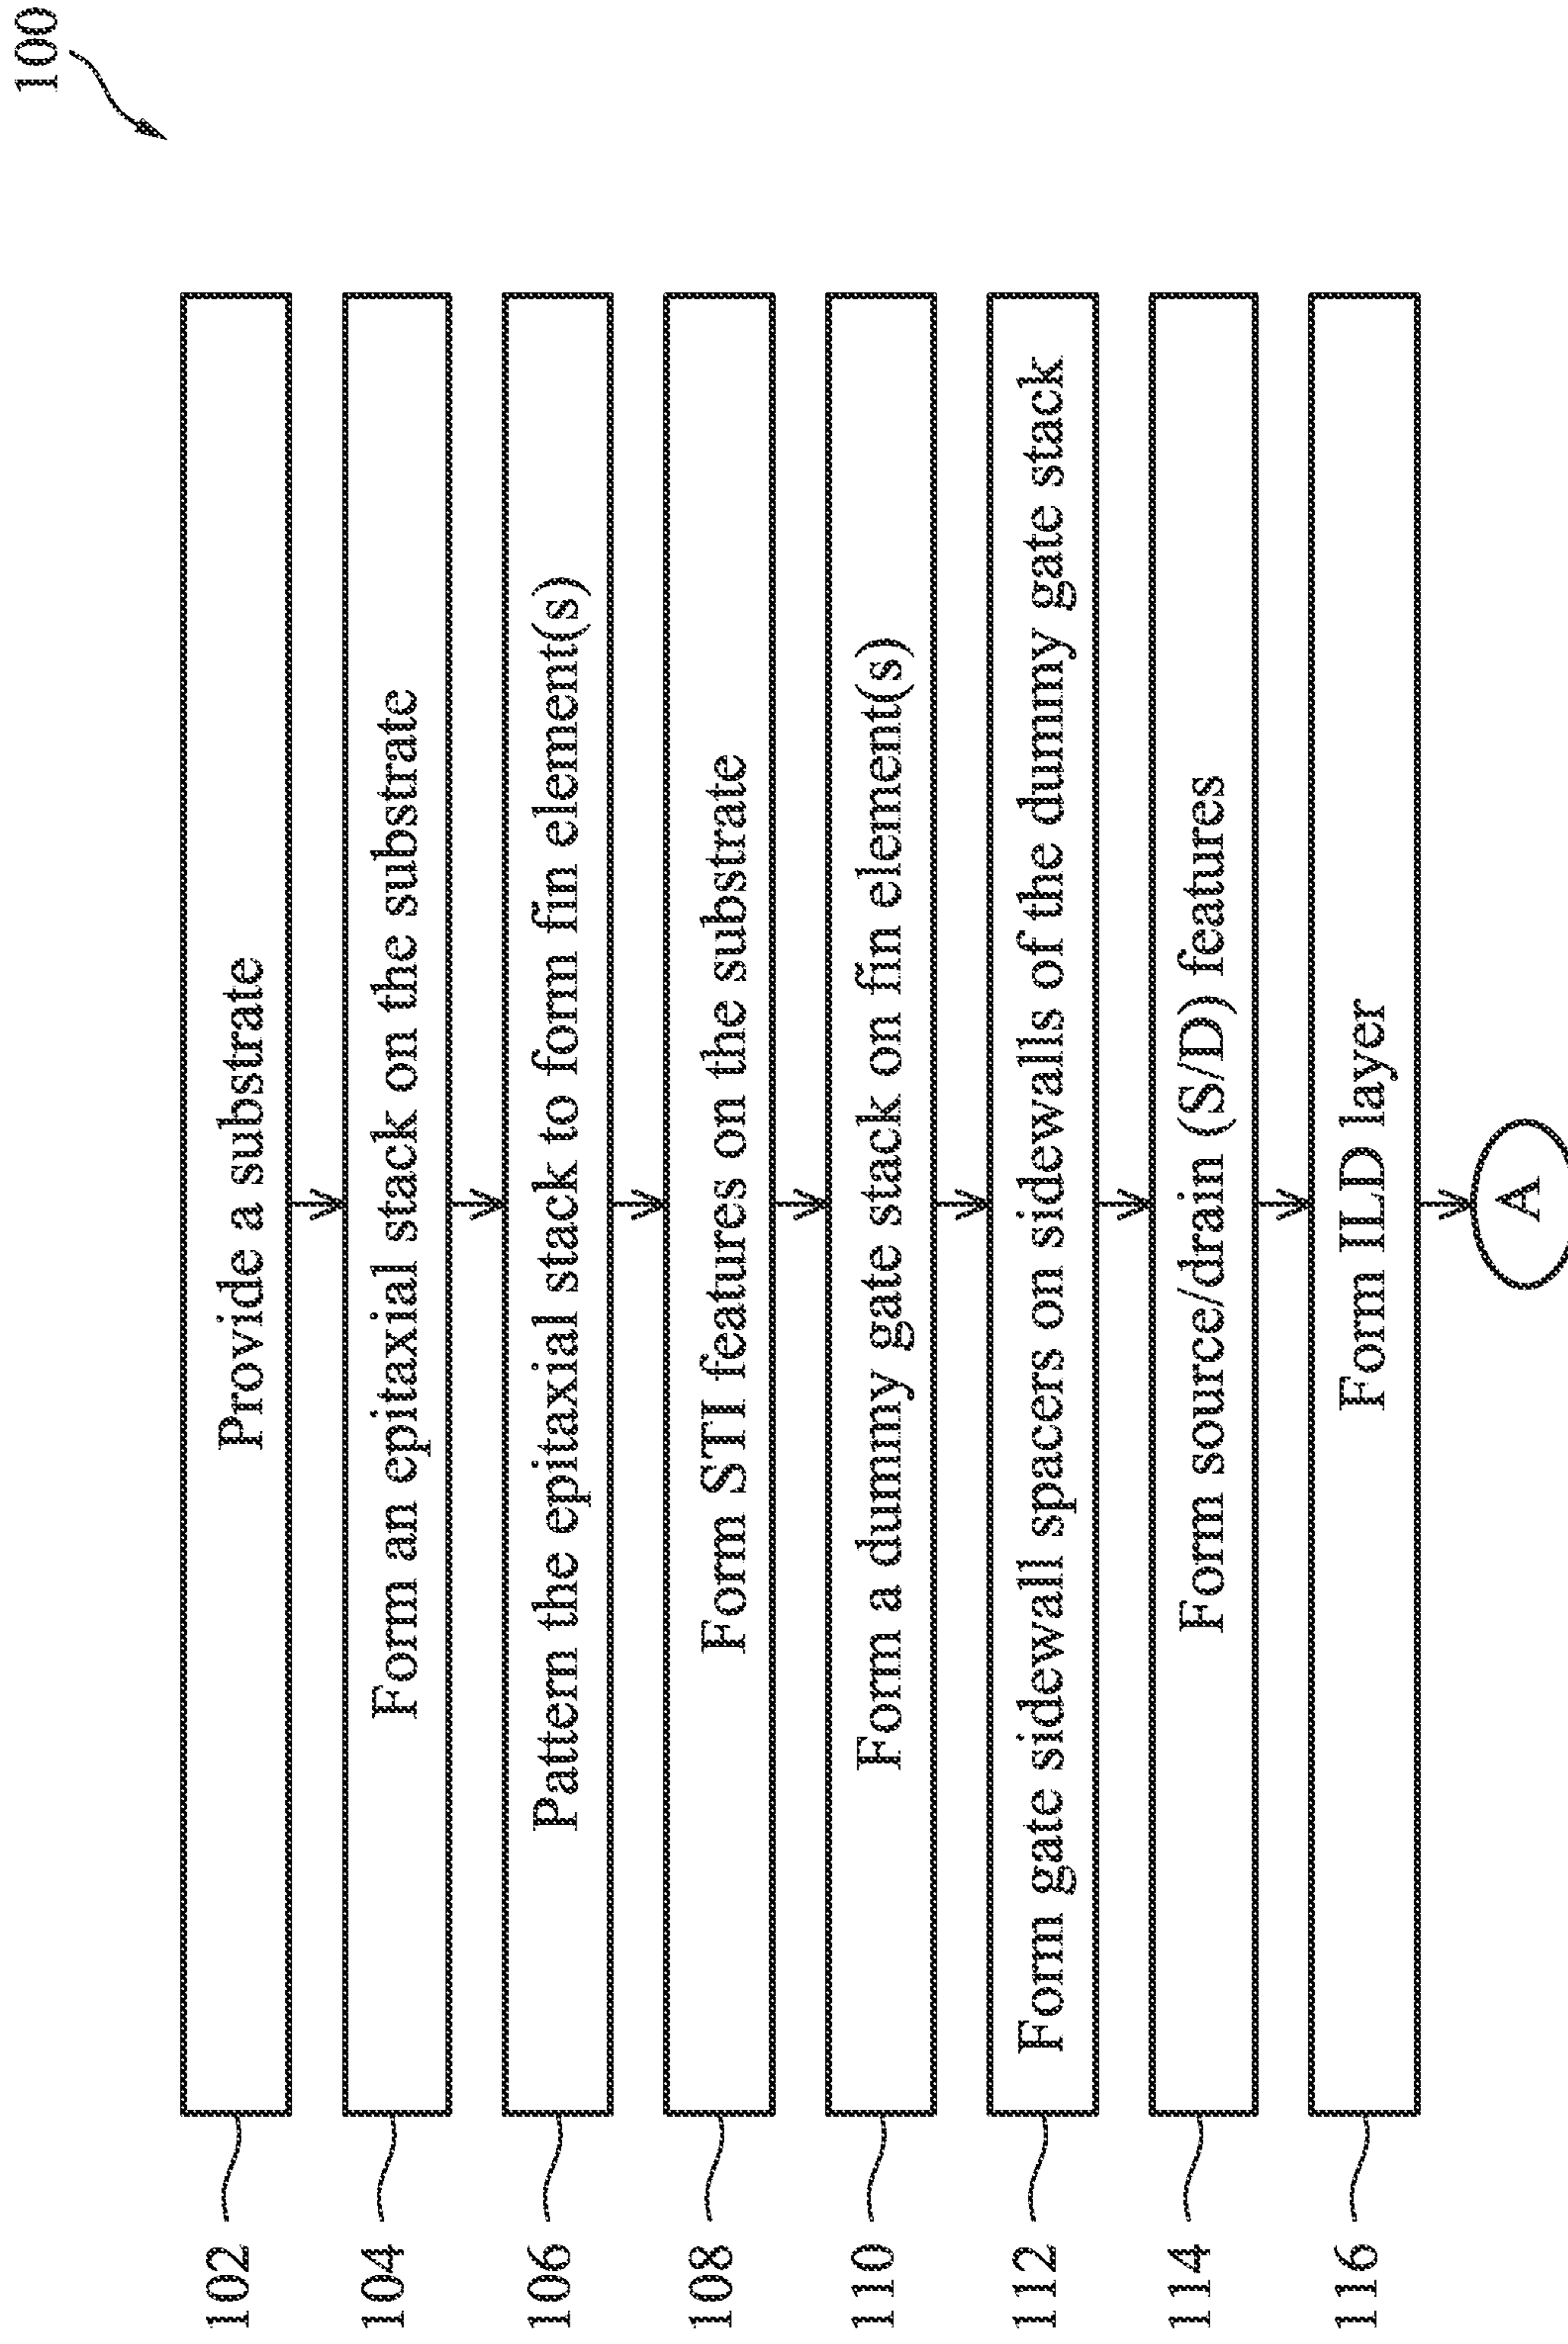 100
102
Provide a substrate
104
Form an epitaxial stack on the substrate
106
Pattern the epitaxial stack to form fin element(s)
108
Form STI features on the substrate
110
Form a dummy gate stack on fin element(s)
112
Form gate sidewall spacers on sidewalls of the dummy gate stack
114
Form source/drain (S/D) features
116
Form ILD layer
A